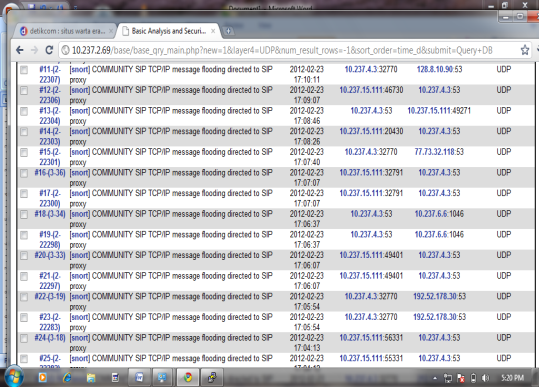 detikcom : situs warta era...
Basic Analysis and Securi...
10.237.2.69/base/base_qry_main.php?new=1&layer4=UDP&num_result_rows=-1&sort_order=time_d&submit=Query+DB
#11-(2-22307) [snort] COMMUNITY SIP TCP/IP message flooding directed to SIP proxy 2012-02-23 17:10:11 10.237.4.3:32770 128.8.10.90:53 UDP
#12-(2-22306) [snort] COMMUNITY SIP TCP/IP message flooding directed to SIP proxy 2012-02-23 17:09:07 10.237.15.111:46730 10.237.4.3:53 UDP
#13-(2-22304) [snort] COMMUNITY SIP TCP/IP message flooding directed to SIP proxy 2012-02-23 17:08:46 10.237.4.3:53 10.237.15.111:49271 UDP
#14-(2-22303) [snort] COMMUNITY SIP TCP/IP message flooding directed to SIP proxy 2012-02-23 17:08:26 10.237.15.111:20430 10.237.4.3:53 UDP
#15-(2-22301) [snort] COMMUNITY SIP TCP/IP message flooding directed to SIP proxy 2012-02-23 17:07:40 10.237.4.3:32770 77.73.32.118:53 UDP
#16-(3-36) [snort] COMMUNITY SIP TCP/IP message flooding directed to SIP proxy 2012-02-23 17:07:07 10.237.15.111:32791 10.237.4.3:53 UDP
#17-(2-22300) [snort] COMMUNITY SIP TCP/IP message flooding directed to SIP proxy 2012-02-23 17:07:07 10.237.15.111:32791 10.237.4.3:53 UDP
#18-(3-34) [snort] COMMUNITY SIP TCP/IP message flooding directed to SIP proxy 2012-02-23 17:06:37 10.237.4.3:53 10.237.6.6:1046 UDP
#19-(2-22298) [snort] COMMUNITY SIP TCP/IP message flooding directed to SIP proxy 2012-02-23 17:06:37 10.237.4.3:53 10.237.6.6:1046 UDP
#20-(3-33) [snort] COMMUNITY SIP TCP/IP message flooding directed to SIP proxy 2012-02-23 17:06:07 10.237.15.111:49401 10.237.4.3:53 UDP
#21-(2-22297) [snort] COMMUNITY SIP TCP/IP message flooding directed to SIP proxy 2012-02-23 17:06:07 10.237.15.111:49401 10.237.4.3:53 UDP
#22-(3-19) [snort] COMMUNITY SIP TCP/IP message flooding directed to SIP proxy 2012-02-23 17:05:54 10.237.4.3:32770 192.52.178.30:53 UDP
#23-(2-22283) [snort] COMMUNITY SIP TCP/IP message flooding directed to SIP proxy 2012-02-23 17:05:54 10.237.4.3:32770 192.52.178.30:53 UDP
#24-(3-18) [snort] COMMUNITY SIP TCP/IP message flooding directed to SIP proxy 2012-02-23 17:04:13 10.237.15.111:56331 10.237.4.3:53 UDP
#25-(2- [snort] COMMUNITY SIP TCP/IP message flooding directed to SIP 2012-02-23 10.237.15.111:55331 10.237.4.3:53 UDP
5:20 PM